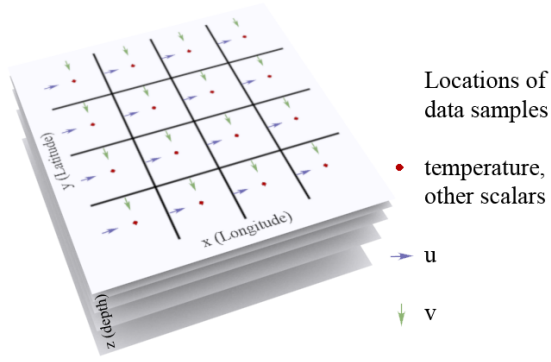 Locations of
data samples
temperature,
other scalars
u
v
y (Latitude)
x (Longitude)
z (depth)